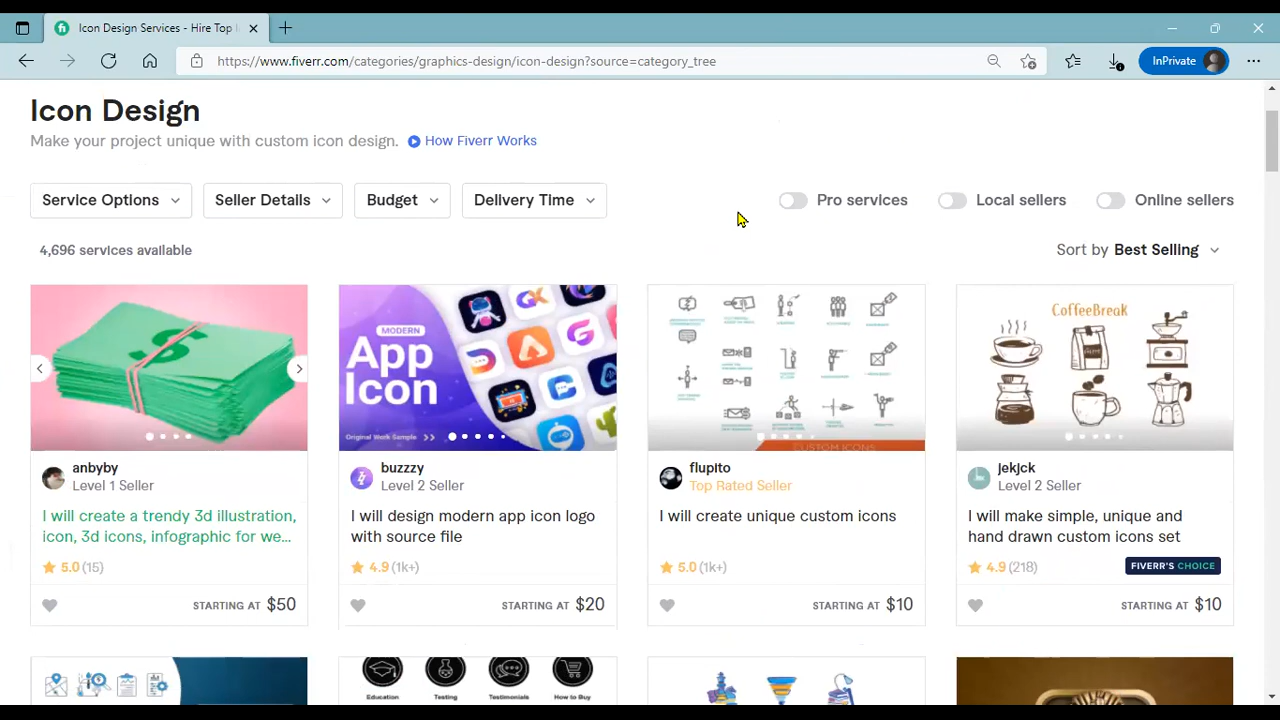 Icon Design Services - Hire Top
https://www.fiverr.com/categories/graphics-design/icon-design?source=category_tree
InPrivate
Icon Design
Make your project unique with custom icon design. How Fiverr Works
Service Options Seller Details Budget Delivery Time Pro services Local sellers Online sellers
4,696 services available Sort by Best Selling
MODERN
App
Icon
Original Work Sample >>
CUSTOM ICONS
CoffeeBreak
anbyby
Level 1 Seller
I will create a trendy 3d illustration,
icon, 3d icons, infographic for we...
5.0 (15)
STARTING AT $50
buzzzy
Level 2 Seller
I will design modern app icon logo
with source file
4.9 (1k+)
STARTING AT $20
flupito
Top Rated Seller
I will create unique custom icons
5.0 (1k+)
STARTING AT $10
jekjck
Level 2 Seller
I will make simple, unique and
hand drawn custom icons set
4.9 (218) FIVERR'S CHOICE
STARTING AT $10
Education Testing Testimonials How to Buy